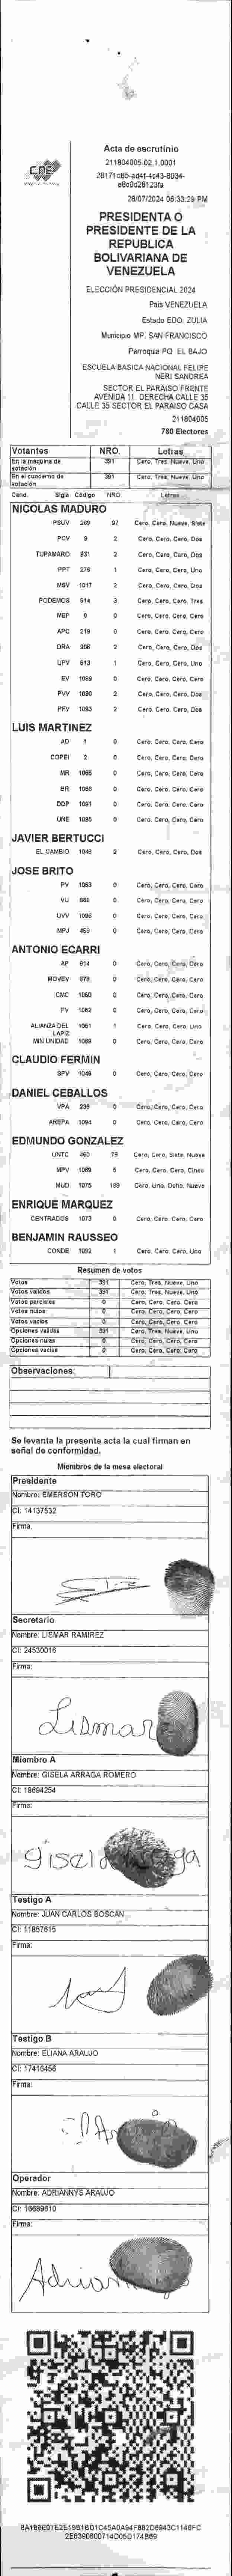 CNE
Acta de escrutinio
211804005.02.1.0001
28/07/2024 06:33:29 PM
PRESIDENTA O
PRESIDENTE DE LA
REPUBLICA
BOLIVARIANA DE
VENEZUELA
ELECCIÓN PRESIDENCIAL 2024
Pais VENEZUELA
Estado EDO. ZULIA
Municipio MP. SAN FRANCISCO
Parroquia PQ. EL BAJO
ESCUELA BASICA NACIONAL FELIPE
NERI SANDREA
SECTOR EL PARAISO FRENTE
AVENIDA 11. DERECHA CALLE 35
CALLE 35 SECTOR EL PARAISO CASA
211804005
780 Electores
Votantes NRO. Letras
En la máquina de votación 391 Cero, Tres, Nueve, Uno
En el cuaderno de votación 391 Cero, Tres, Nueve, Uno
Cand. Sigla Código NRO. Letras
NICOLAS MADURO
PSUV 269 97 Cero, Cero, Nueve, Siete
PCV 9 2 Cero, Cero, Cero, Dos
TUPAMARO 931 2 Cero, Cero, Cero, Dos
PPT 276 1 Cero, Cero, Cero, Uno
MSV 1017 2 Cero, Cero, Cero, Dos
PODEMOS 514 3 Cero, Cero, Cero, Tres
MEP 6 0 Cero, Cero, Cero, Cero
APC 219 0 Cero, Cero, Cero, Cero
ORA 906 2 Cero, Cero, Cero, Dos
UPV 613 1 Cero, Cero, Cero, Uno
EV 1089 0 Cero, Cero, Cero, Cero
PVV 1090 2 Cero, Cero, Cero, Dos
PFV 1093 2 Cero, Cero, Cero, Dos
LUIS MARTINEZ
AD 1 0 Cero, Cero, Cero, Cero
COPEI 2 0 Cero, Cero, Cero, Cero
MR 1066 0 Cero, Cero, Cero, Cero
BR 1068 0 Cero, Cero, Cero, Cero
DDP 1091 0 Cero, Cero, Cero, Cero
UNE 1095 0 Cero, Cero, Cero, Cero
JAVIER BERTUCCI
EL CAMBIO 1048 2 Cero, Cero, Cero, Dos
JOSE BRITO
PV 1053 0 Cero, Cero, Cero, Cero
VU 0 Cero, Cero, Cero, Cero
UVV 1096 0 Cero, Cero, Cero, Cero
MPJ 0 Cero, Cero, Cero, Cero
ANTONIO ECARRI
AP 614 0 Cero, Cero, Cero, Cero
MOVEV 979 0 Cero, Cero, Cero, Cero
CMC 1050 0 Cero, Cero, Cero, Cero
FV 1062 0 Cero, Cero, Cero, Cero
ALIANZA DEL LAPIZ 1051 1 Cero, Cero, Cero, Uno
MIN UNIDAD 0 Cero, Cero, Cero, Cero
CLAUDIO FERMIN
SPV 1049 0 Cero, Cero, Cero, Cero
DANIEL CEBALLOS
VPA 0 Cero, Cero, Cero, Cero
AREPA 1094 0 Cero, Cero, Cero, Cero
EDMUNDO GONZALEZ
UNTC 460 79 Cero, Cero, Siete, Nueve
MPV 1069 5 Cero, Cero, Cero, Cinco
MUD 1075 189 Cero, Uno, Ocho, Nueve
ENRIQUE MARQUEZ
CENTRADOS 1073 0 Cero, Cero, Cero, Cero
BENJAMIN RAUSSEO
CONDE 1092 1 Cero, Cero, Cero, Uno
Resumen de votos
Votos 391 Cero, Tres, Nueve, Uno
Votos validos 391 Cero, Tres, Nueve, Uno
Votos parciales 0 Cero, Cero, Cero, Cero
Votos nulos 0 Cero, Cero, Cero, Cero
Votos vacios 0 Cero, Cero, Cero, Cero
Opciones validas 391 Cero, Tres, Nueve, Uno
Opciones nulas 0 Cero, Cero, Cero, Cero
Opciones vacias 0 Cero, Cero, Cero, Cero
Observaciones:
Se levanta la presente acta la cual firman en
señal de conformidad.
Miembros de la mesa electoral
Presidente
Nombre: EMERSON TORO
CI: 14137532
Firma:
Secretario
Nombre: LISMAR RAMIREZ
CI: 24530016
Firma:
Lismar
Miembro A
Nombre: GISELA ARRAGA ROMERO
CI: 18694254
Firma:
gisela
Testigo A
Nombre: JUAN CARLOS BOSCAN
CI: 11857615
Firma:
Testigo B
Nombre: ELIANA ARAUJO
CI: 17416456
Firma:
Operador
Nombre: ADRIANNYS ARAUJO
CI: 16689610
Firma: